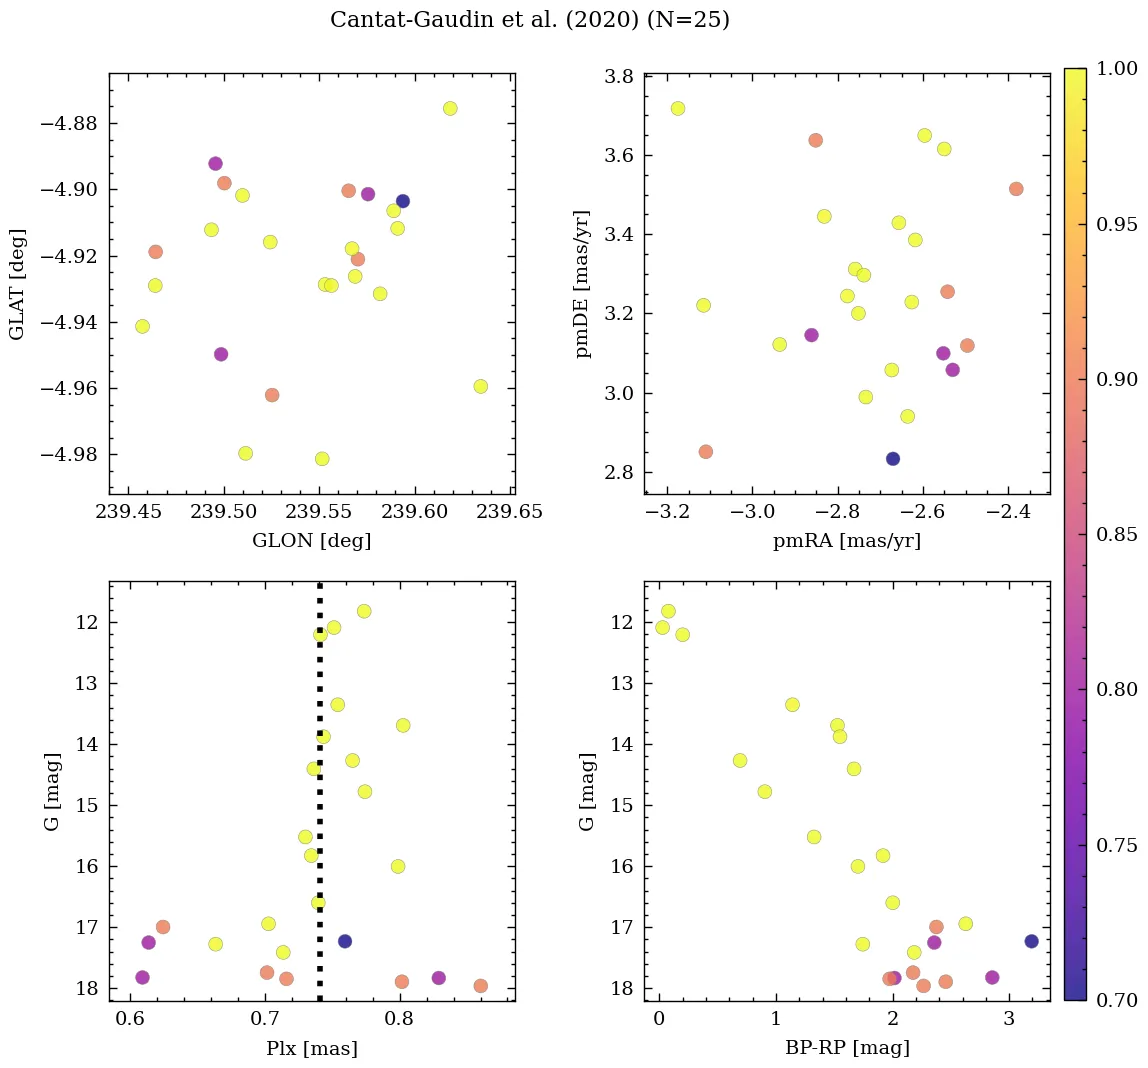 Cantat-Gaudin et al. (2020) (N=25)
−4.88
−4.90
−4.92
−4.94
−4.96
−4.98
GLAT [deg]
239.45 239.50 239.55 239.60 239.65
GLON [deg]
3.8
3.6
3.4
3.2
3.0
2.8
pmDE [mas/yr]
−3.2 −3.0 −2.8 −2.6 −2.4
pmRA [mas/yr]
1.00
0.95
0.90
0.85
0.80
0.75
0.70
12
13
14
15
16
17
18
G [mag]
0.6 0.7 0.8
Plx [mas]
12
13
14
15
16
17
18
G [mag]
0 1 2 3
BP-RP [mag]